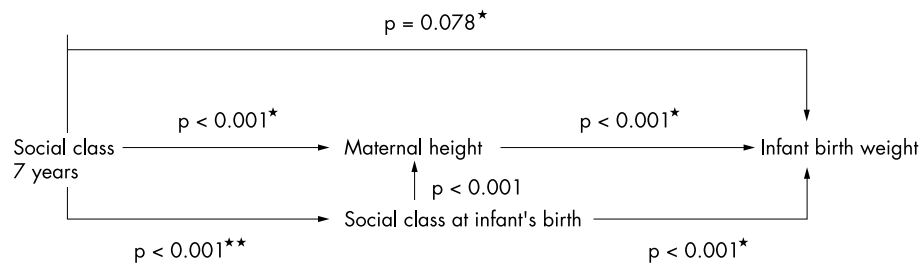 p = 0.078★
p < 0.001★
p < 0.001★
Social class
7 years
Maternal height
Infant birth weight
p < 0.001
Social class at infant's birth
p < 0.001★★
p < 0.001★